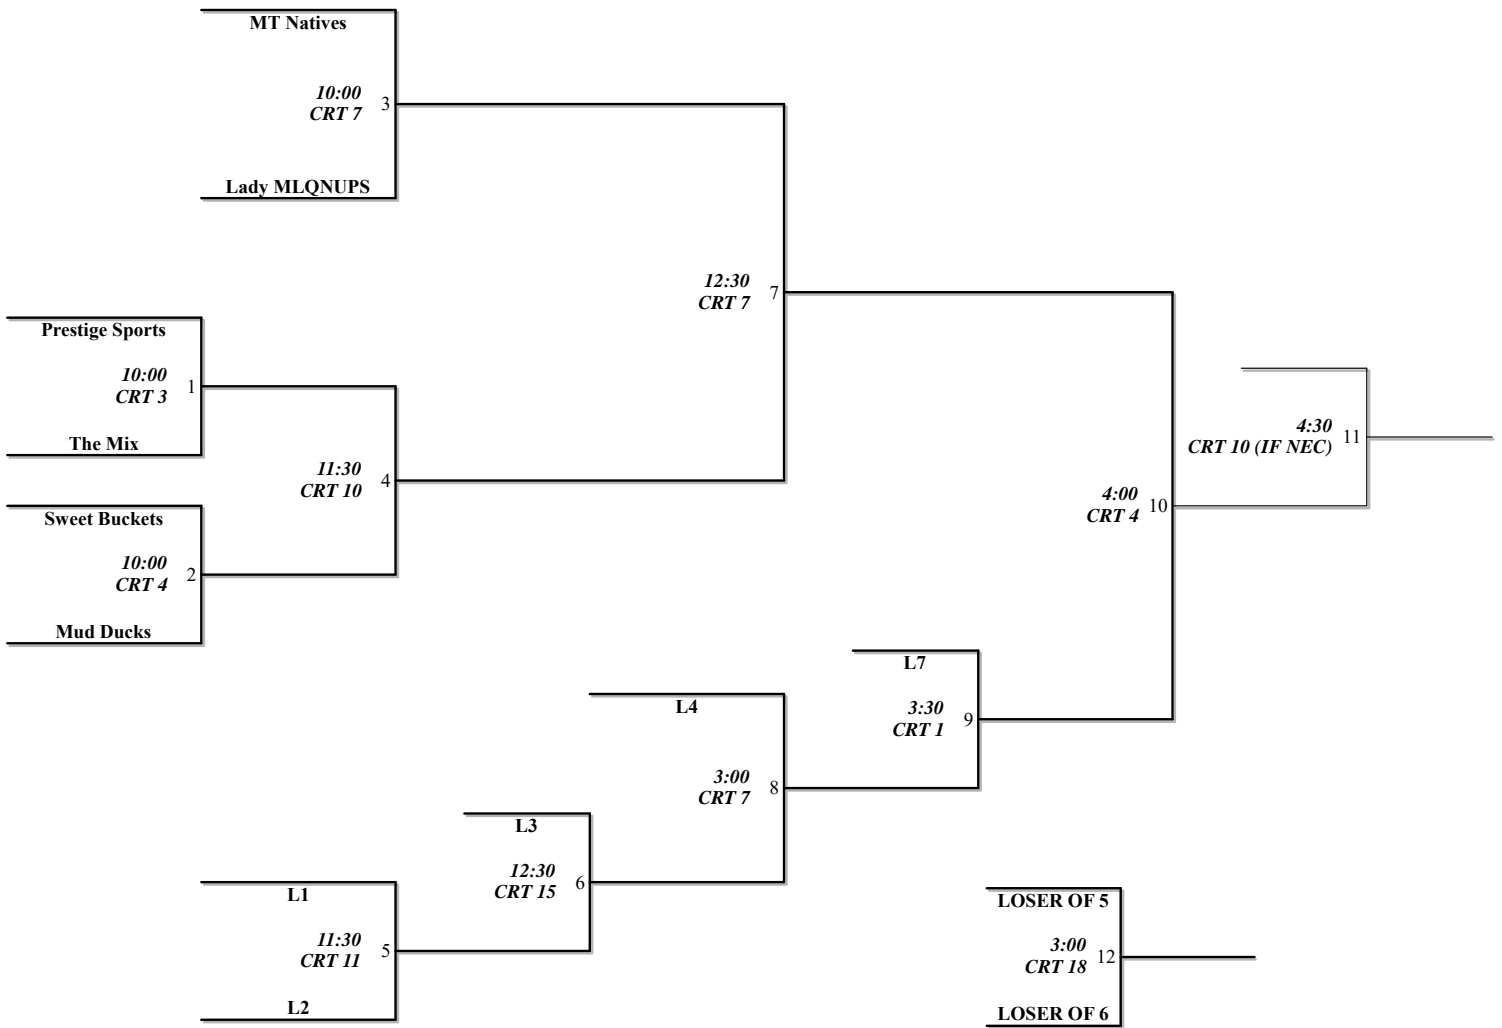 MT Natives
10:00
CRT 7
3
Lady MLQNUPS
12:30
CRT 7
7
Prestige Sports
10:00
CRT 3
1
The Mix
11:30
CRT 10
4
Sweet Buckets
10:00
CRT 4
2
Mud Ducks
4:30
CRT 10 (IF NEC)
11
4:00
CRT 4
10
L7
3:30
CRT 1
9
L4
3:00
CRT 7
8
L3
12:30
CRT 15
6
L1
11:30
CRT 11
5
L2
LOSER OF 5
3:00
CRT 18
12
LOSER OF 6